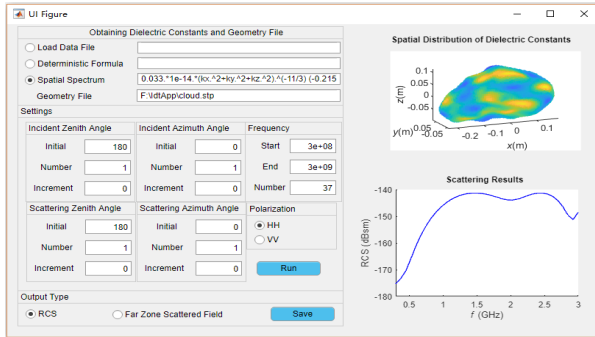 UI Figure
Obtaining Dielectric Constants and Geometry File
Load Data File
Deterministic Formula
Spatial Spectrum 0.033.*1e-14.*(kx.^2+ky.^2+kz.^2).^(-11/3) (-0.215
Geometry File F:\IdtApp\cloud.stp
Settings
Incident Zenith Angle Incident Azimuth Angle Frequency
Initial 180 Initial 0 Start 3e+08
Number 1 Number 1 End 3e+09
Increment 0 Increment 0 Number 37
Scattering Zenith Angle Scattering Azimuth Angle Polarization
Initial 180 Initial 0 HH
Number 1 Number 1 VV
Increment 0 Increment 0 Run
Output Type
RCS Far Zone Scattered Field Save
Spatial Distribution of Dielectric Constants
0.1
0.05
0
-0.05
z(m)
y(m) 0.05 -0.05 -0.2 -0.1 0 0.1
x(m)
Scattering Results
-140
-150
-160
-170
-180
RCS (dBsm)
0.5 1 1.5 2 2.5 3
f (GHz)